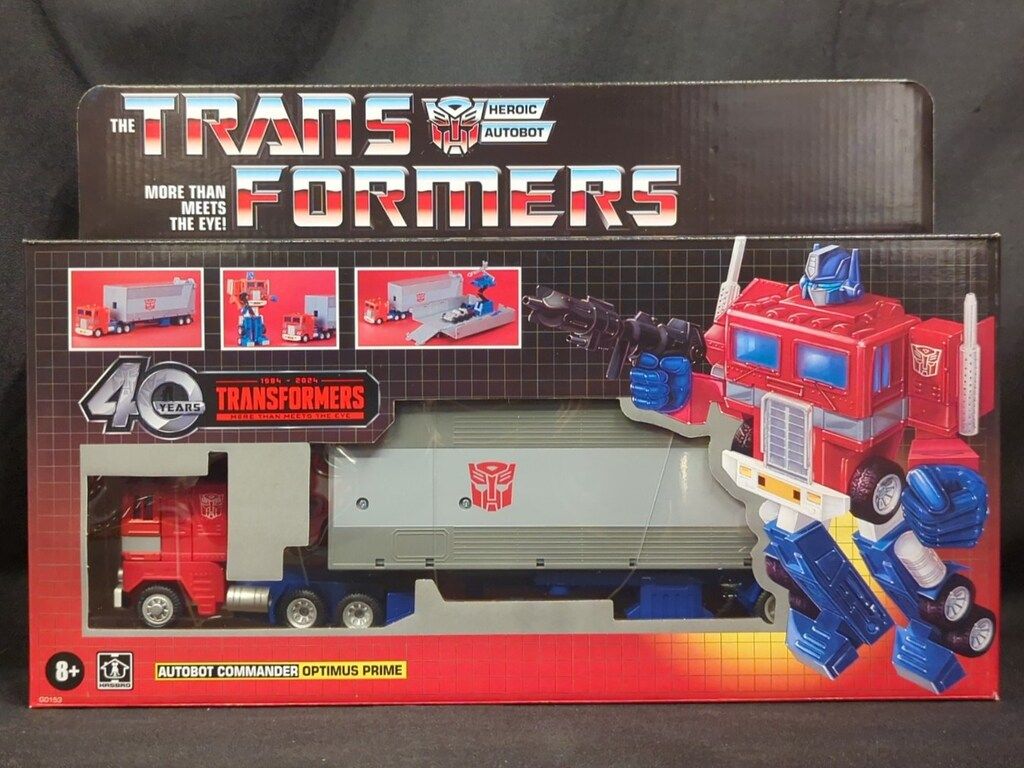 THE TRANS
HEROIC
AUTOBOT
MORE THAN
MEETS
THE EYE!
FORMERS
40
YEARS
1984 - 2024
TRANSFORMERS
MORE THAN MEETS THE EYE
8+
HASBRO
AUTOBOT COMMANDER OPTIMUS PRIME
G0153